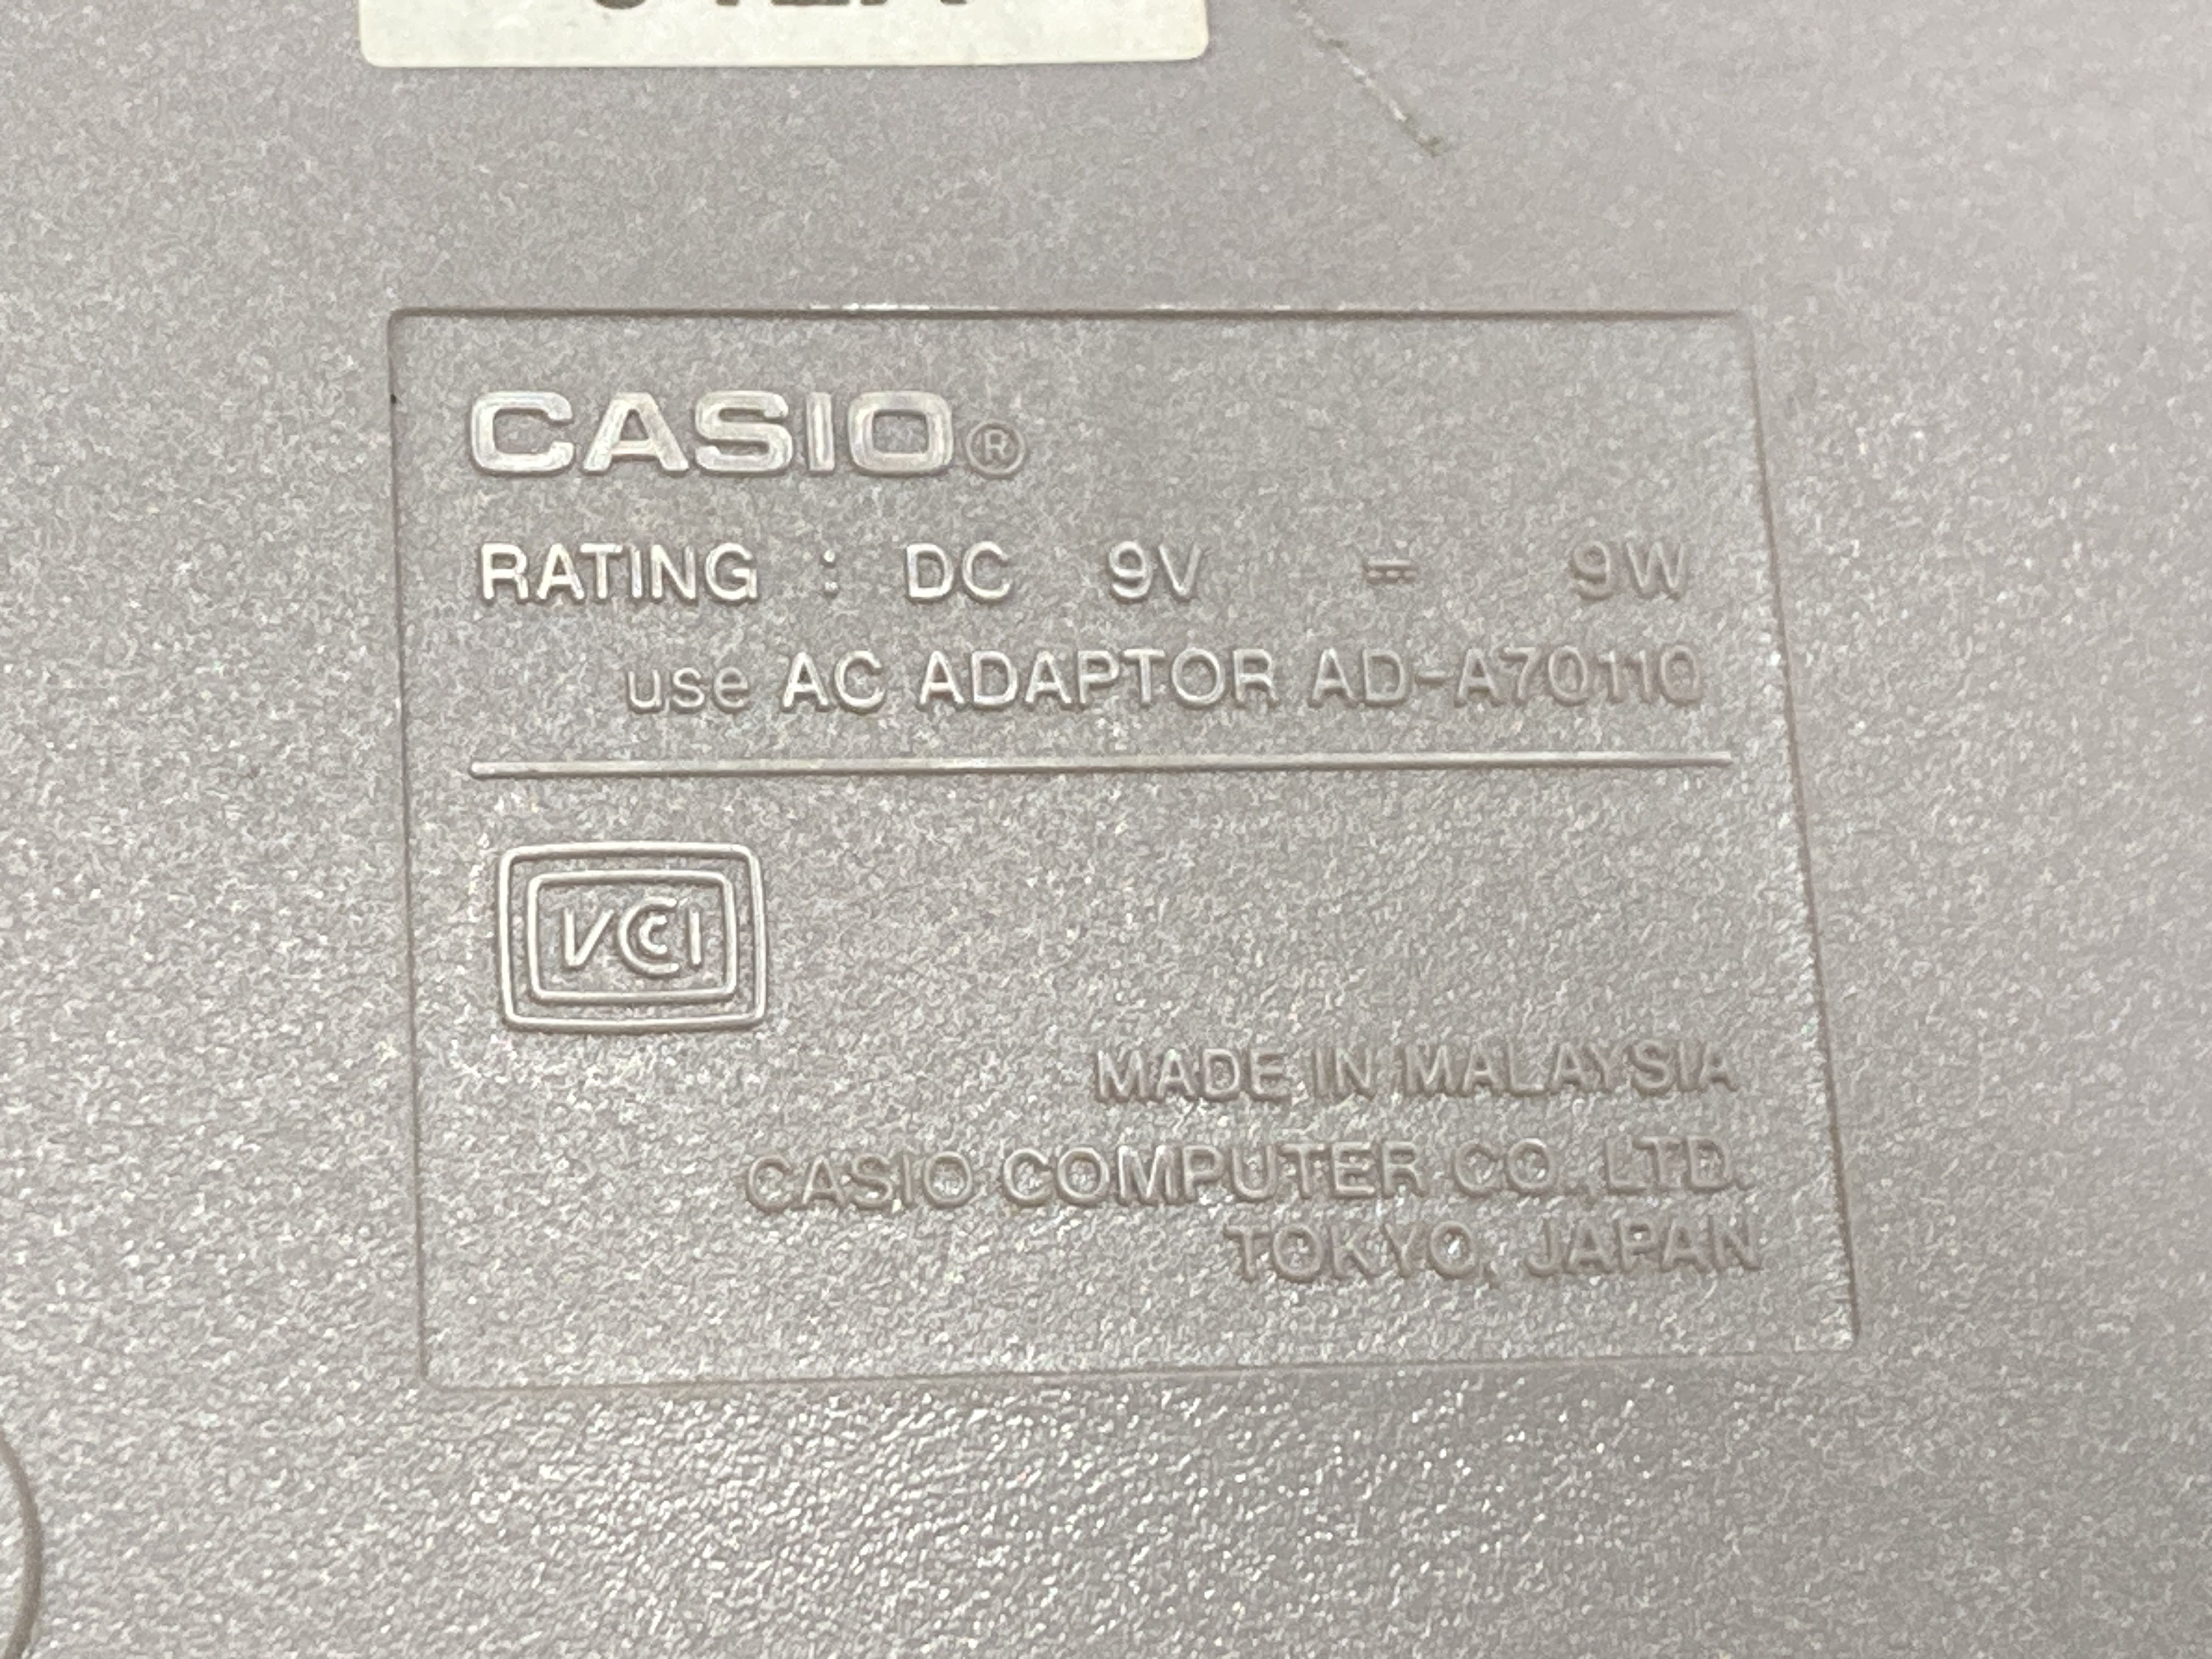 CASIO®
RATING : DC 9V ⎓ 9W
use AC ADAPTOR AD-A70110
VCCI
MADE IN MALAYSIA
CASIO COMPUTER CO.,LTD.
TOKYO, JAPAN